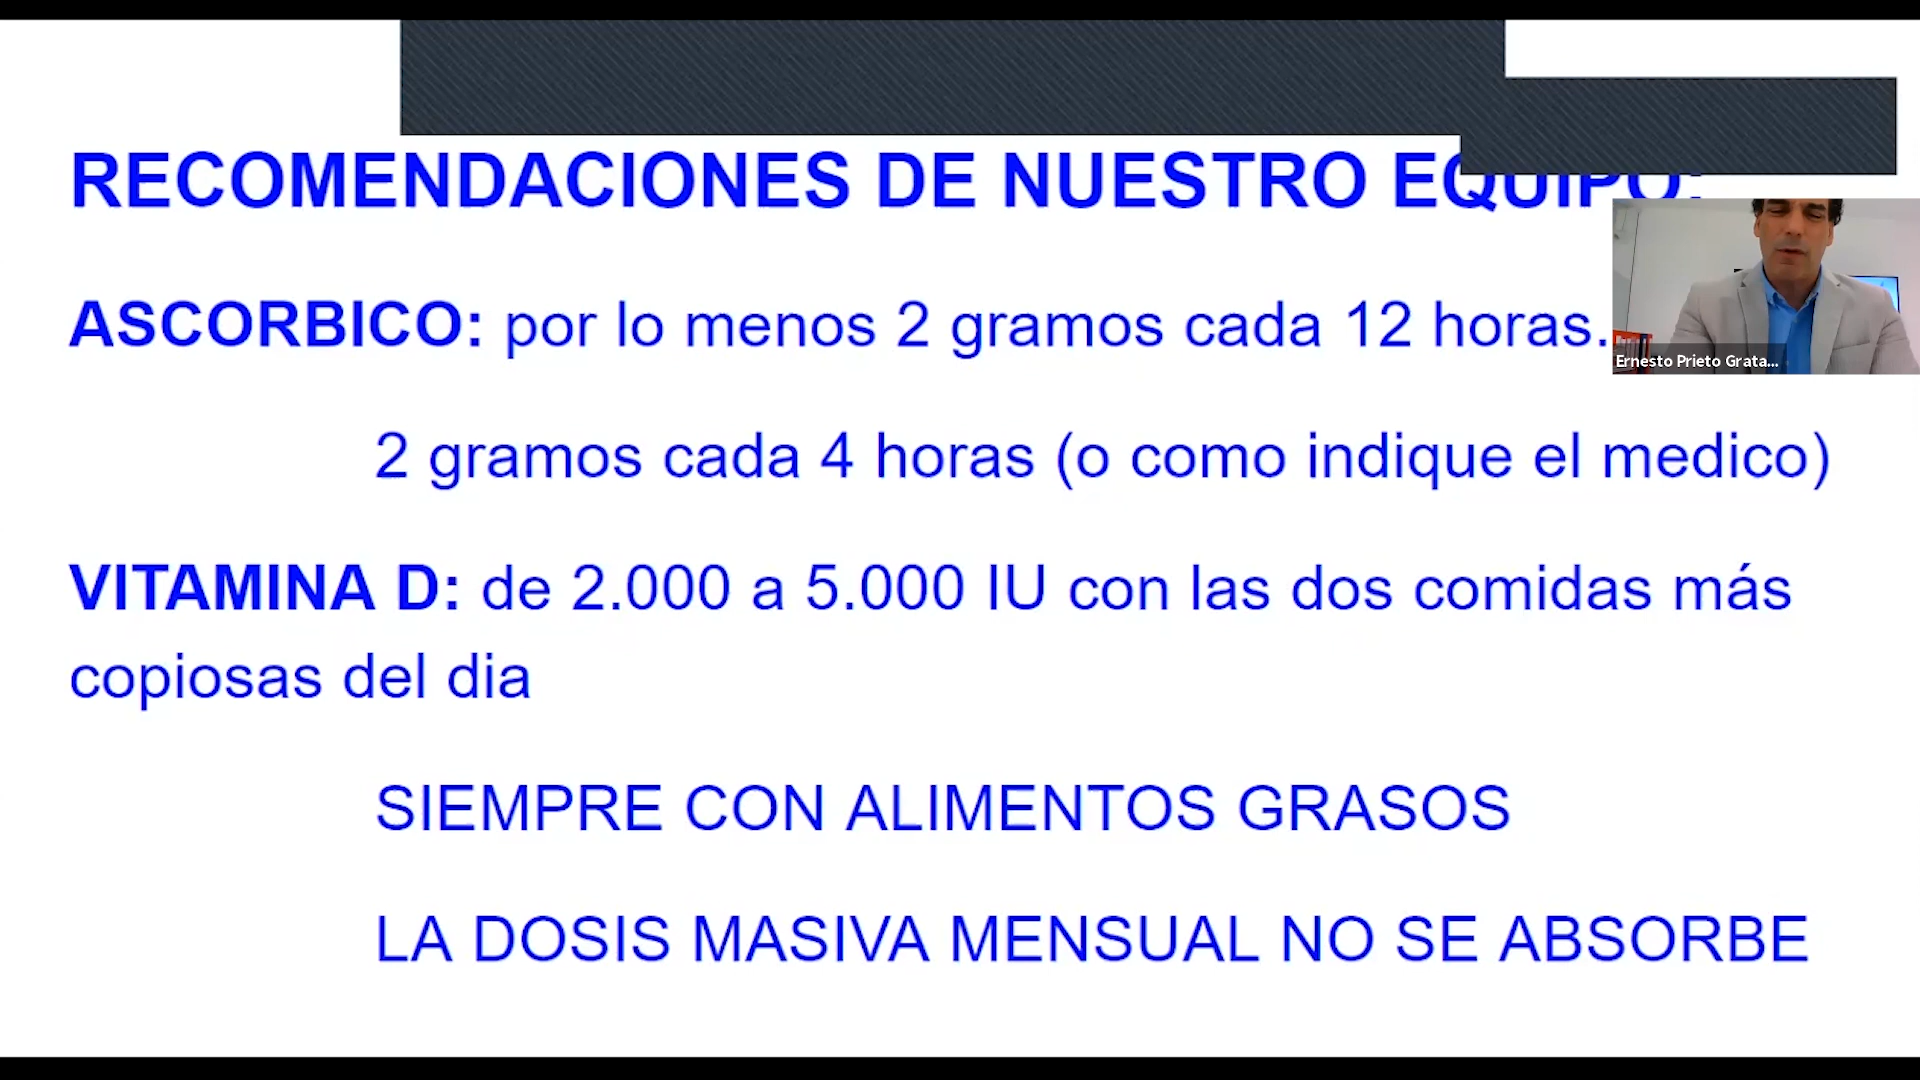 RECOMENDACIONES DE NUESTRO EQUIPO:
ASCORBICO: por lo menos 2 gramos cada 12 horas.
Ernesto Prieto Grata...
2 gramos cada 4 horas (o como indique el medico)
VITAMINA D: de 2.000 a 5.000 IU con las dos comidas más
copiosas del dia
SIEMPRE CON ALIMENTOS GRASOS
LA DOSIS MASIVA MENSUAL NO SE ABSORBE